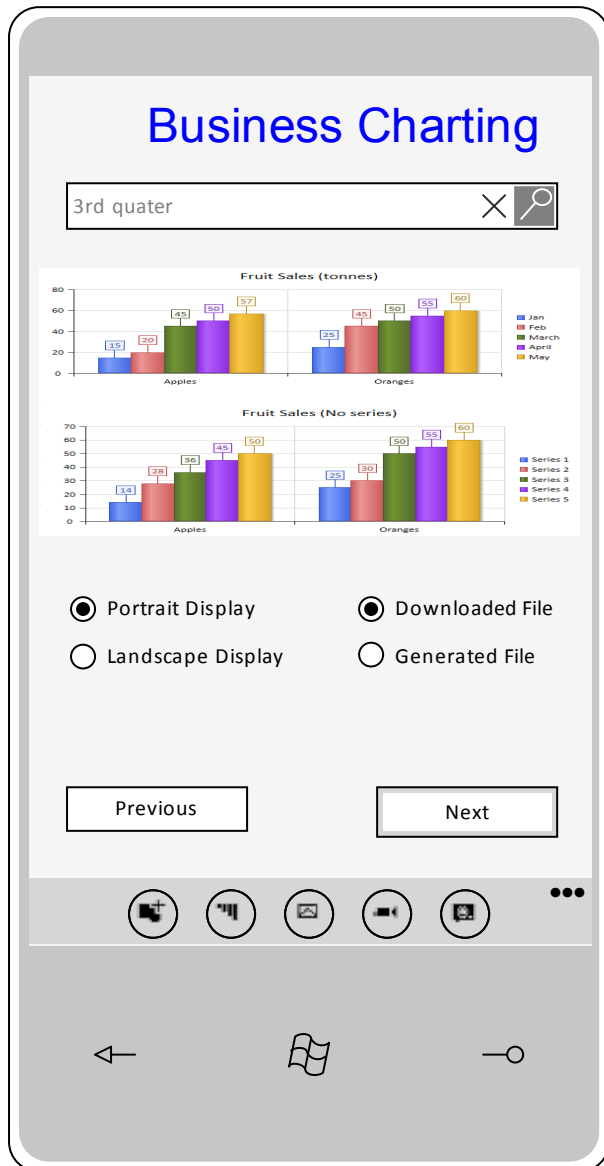 Business Charting
3rd quater
Fruit Sales (tonnes)
80
60
40
20
0
15
20
45
50
57
25
45
50
55
60
Apples
Oranges
Jan
Feb
March
April
May
Fruit Sales (No series)
70
60
50
40
30
20
10
0
14
28
36
45
50
25
30
50
55
60
Apples
Oranges
Series 1
Series 2
Series 3
Series 4
Series 5
Portrait Display
Downloaded File
Landscape Display
Generated File
Previous
Next